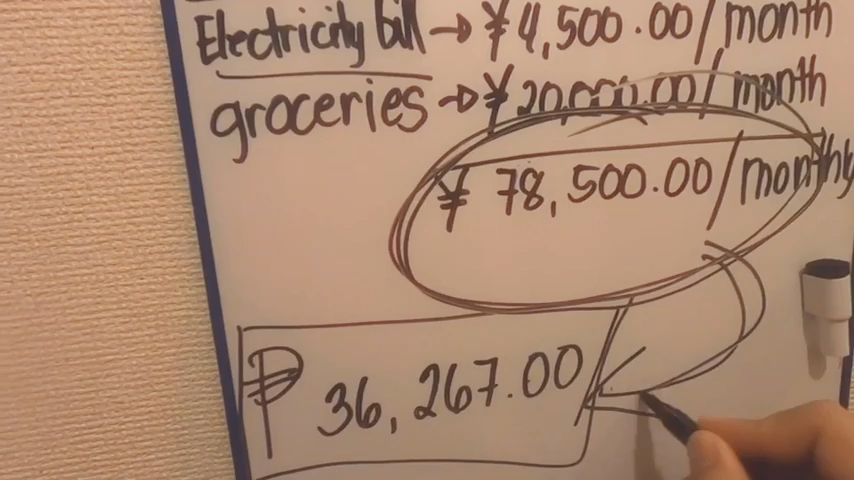 Electricity bill → ¥ 4,500.00/month
groceries → ¥ 20,000.00/month
¥ 78,500.00/monthly
₱ 36,267.00